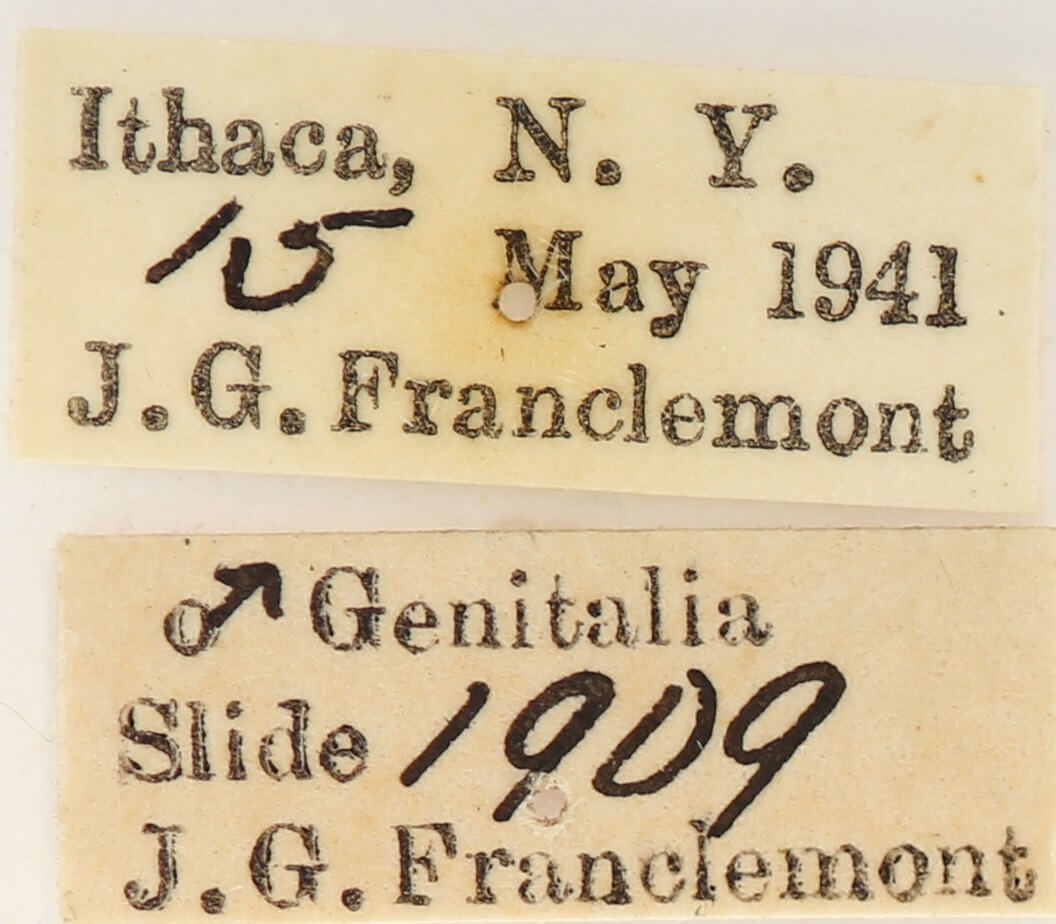 Ithaca, N. Y.
15 May 1941
J. G. Franclemont
♂ Genitalia
Slide 1909
J. G. Franclemont